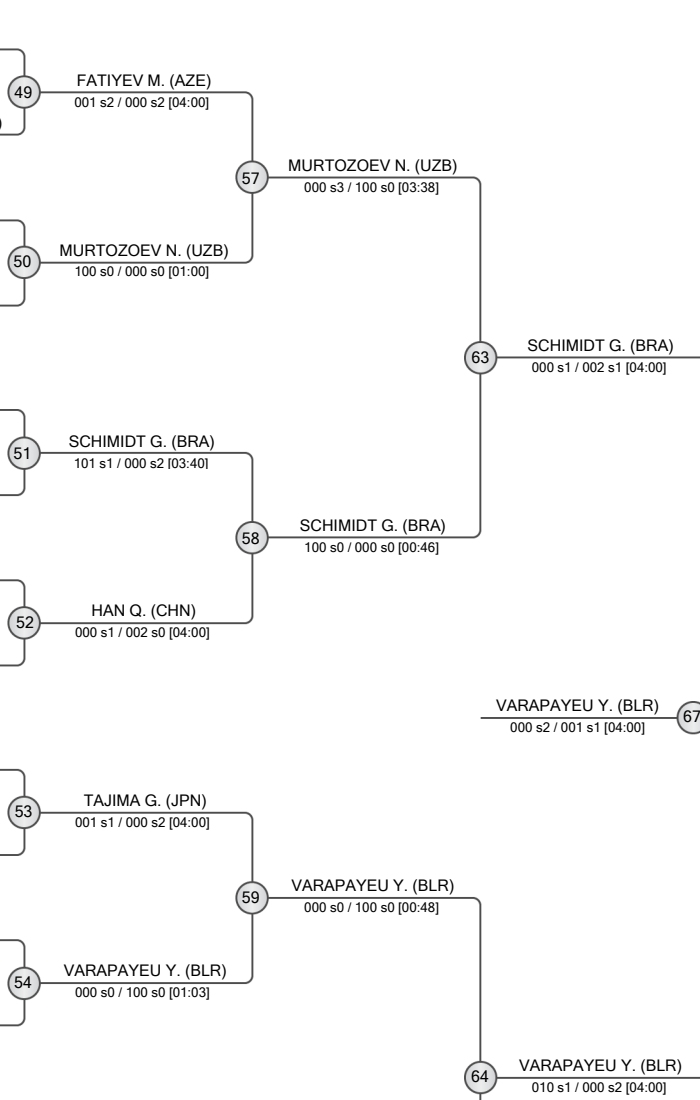 49
FATIYEV M. (AZE)
001 s2 / 000 s2 [04:00]
)
57
MURTOZOEV N. (UZB)
000 s3 / 100 s0 [03:38]
50
MURTOZOEV N. (UZB)
100 s0 / 000 s0 [01:00]
63
SCHIMIDT G. (BRA)
000 s1 / 002 s1 [04:00]
51
SCHIMIDT G. (BRA)
101 s1 / 000 s2 [03:40]
58
SCHIMIDT G. (BRA)
100 s0 / 000 s0 [00:46]
52
HAN Q. (CHN)
000 s1 / 002 s0 [04:00]
VARAPAYEU Y. (BLR)
000 s2 / 001 s1 [04:00]
67
53
TAJIMA G. (JPN)
001 s1 / 000 s2 [04:00]
59
VARAPAYEU Y. (BLR)
000 s0 / 100 s0 [00:48]
54
VARAPAYEU Y. (BLR)
000 s0 / 100 s0 [01:03]
64
VARAPAYEU Y. (BLR)
010 s1 / 000 s2 [04:00]